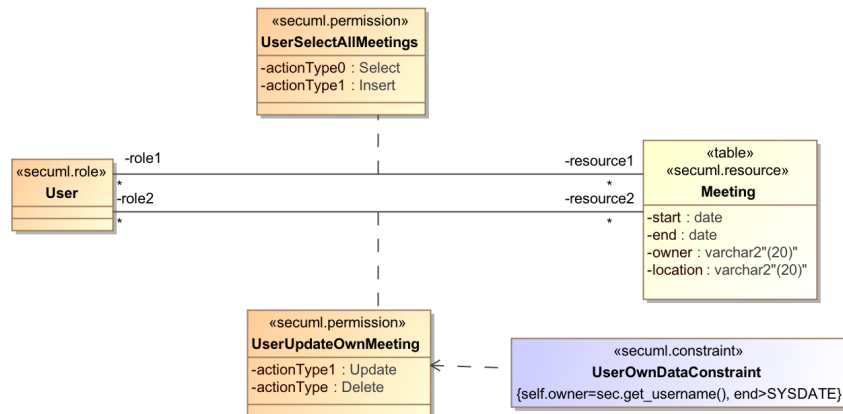 «secuml.permission»
UserSelectAllMeetings
-actionType0 : Select
-actionType1 : Insert
-role1
-resource1
*
*
«secuml.role»
User
-role2
-resource2
*
*
«table»
«secuml.resource»
Meeting
-start : date
-end : date
-owner : varchar2"(20)"
-location : varchar2"(20)"
«secuml.permission»
UserUpdateOwnMeeting
-actionType1 : Update
-actionType : Delete
«secuml.constraint»
UserOwnDataConstraint
{self.owner=sec.get_username(), end>SYSDATE}